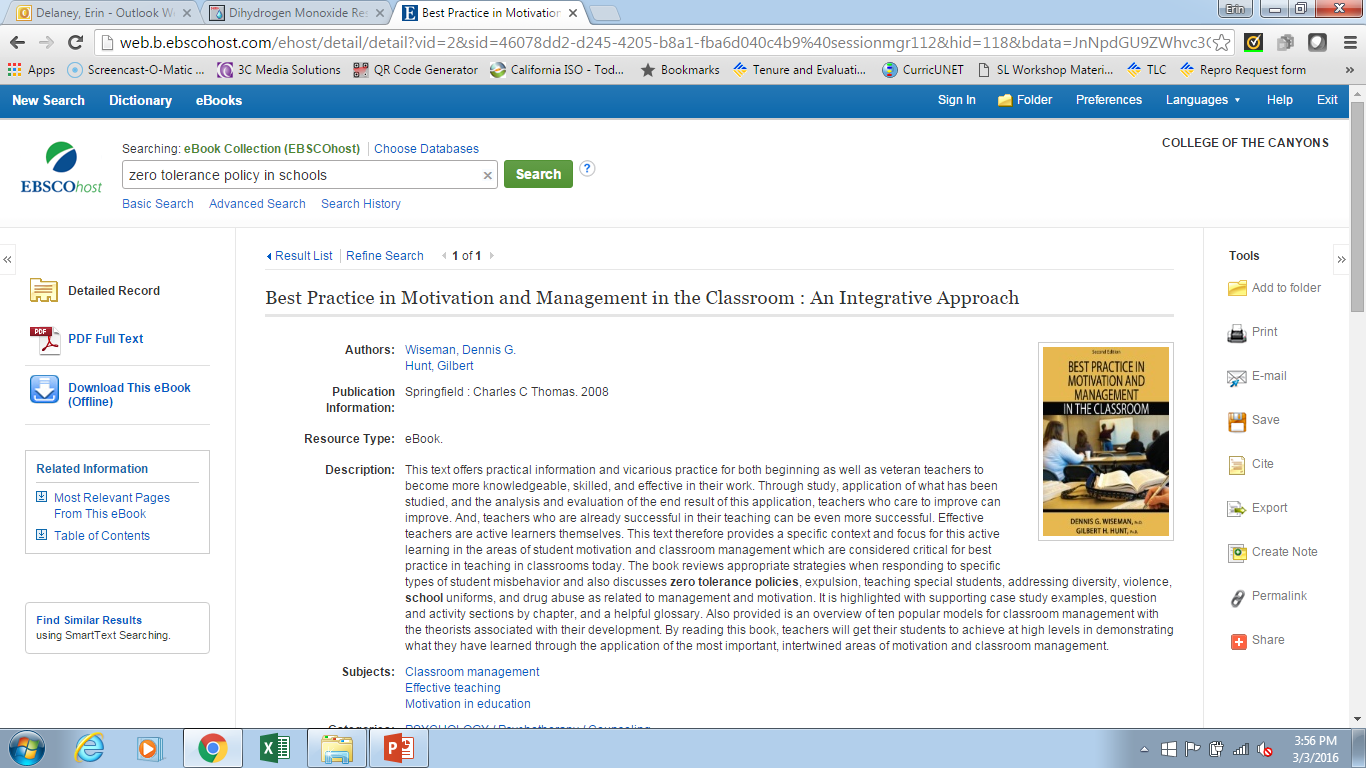 Delaney, Erin - Outlook W
Dihydrogen Monoxide Res
Best Practice in Motivation
Erin
web.b.ebscohost.com/ehost/detail/detail?vid=2&sid=46078dd2-d245-4205-b8a1-fba6d040c4b9%40sessionmgr112&hid=118&bdata=JnNpdGU9ZWhvc3Q
Apps
Screencast-O-Matic ...
3C Media Solutions
QR Code Generator
California ISO - Tod...
Bookmarks
Tenure and Evaluati...
CurricUNET
SL Workshop Materi...
TLC
Repro Request form
»
New Search
Dictionary
eBooks
Sign In
Folder
Preferences
Languages
Help
Exit
COLLEGE OF THE CANYONS
EBSCOhost
Searching: eBook Collection (EBSCOhost)
Choose Databases
zero tolerance policy in schools
Search
?
Basic Search
Advanced Search
Search History
«
Detailed Record
PDF
PDF Full Text
Download This eBook
(Offline)
Related Information
Most Relevant Pages
From This eBook
Table of Contents
Find Similar Results
using SmartText Searching.
Result List
Refine Search
1 of 1
Best Practice in Motivation and Management in the Classroom : An Integrative Approach
Authors:
Wiseman, Dennis G.
Hunt, Gilbert
Publication
Information:
Springfield : Charles C Thomas. 2008
Resource Type:
eBook.
Description:
This text offers practical information and vicarious practice for both beginning as well as veteran teachers to
become more knowledgeable, skilled, and effective in their work. Through study, application of what has been
studied, and the analysis and evaluation of the end result of this application, teachers who care to improve can
improve. And, teachers who are already successful in their teaching can be even more successful. Effective
teachers are active learners themselves. This text therefore provides a specific context and focus for this active
learning in the areas of student motivation and classroom management which are considered critical for best
practice in teaching in classrooms today. The book reviews appropriate strategies when responding to specific
types of student misbehavior and also discusses zero tolerance policies, expulsion, teaching special students, addressing diversity, violence,
school uniforms, and drug abuse as related to management and motivation. It is highlighted with supporting case study examples, question
and activity sections by chapter, and a helpful glossary. Also provided is an overview of ten popular models for classroom management with
the theorists associated with their development. By reading this book, teachers will get their students to achieve at high levels in demonstrating
what they have learned through the application of the most important, intertwined areas of motivation and classroom management.
Subjects:
Classroom management
Effective teaching
Motivation in education
Categories:
PSYCHOLOGY / Psychotherapy / Counseling
Second Edition
BEST PRACTICE IN
MOTIVATION AND
MANAGEMENT
IN THE CLASSROOM
DENNIS G. WISEMAN, Ph.D.
GILBERT H. HUNT, Ph.D.
Tools
»
Add to folder
Print
E-mail
Save
Cite
Export
Create Note
Permalink
Share
3:56 PM
3/3/2016